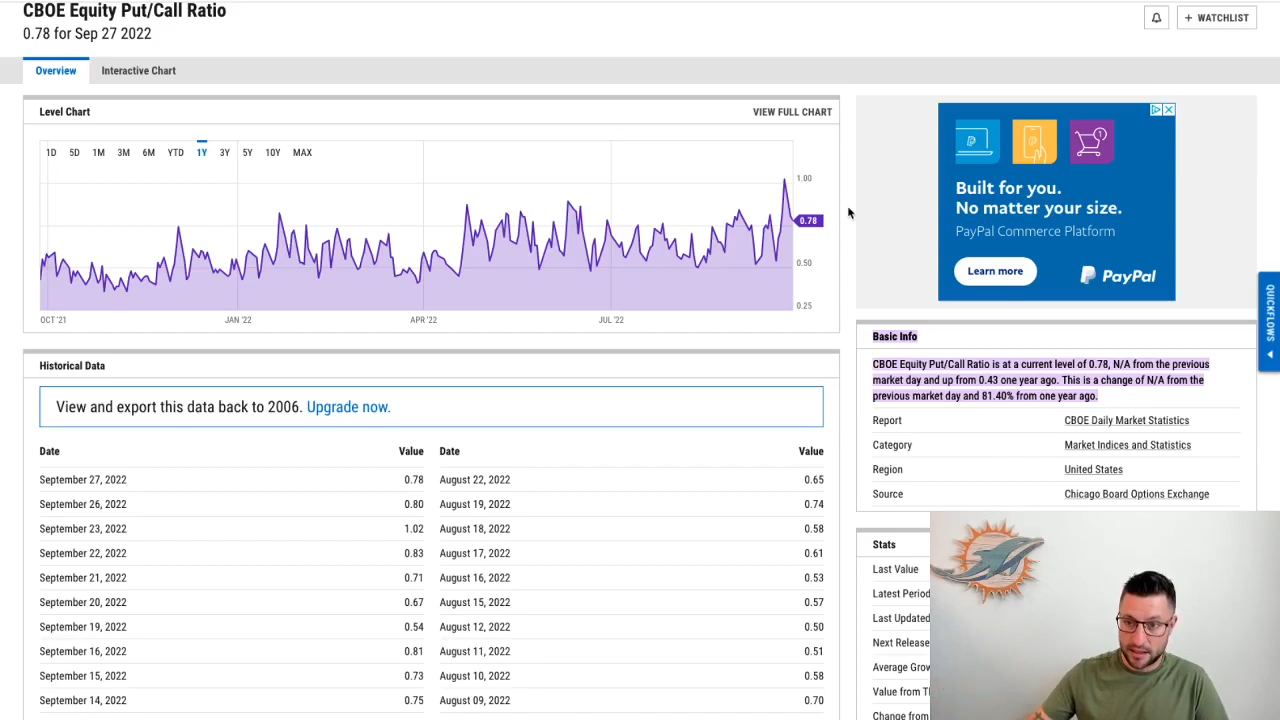 CBOE Equity Put/Call Ratio
0.78 for Sep 27 2022
+ WATCHLIST
Overview
Interactive Chart
Level Chart
VIEW FULL CHART
1D 5D 1M 3M 6M YTD 1Y 3Y 5Y 10Y MAX
1.00
0.78
0.50
0.25
OCT '21 JAN '22 APR '22 JUL '22
Built for you.
No matter your size.
PayPal Commerce Platform
Learn more
PayPal
QUICKFLOWS
Historical Data
View and export this data back to 2006. Upgrade now.
Date Value Date Value
September 27, 2022 0.78 August 22, 2022 0.65
September 26, 2022 0.80 August 19, 2022 0.74
September 23, 2022 1.02 August 18, 2022 0.58
September 22, 2022 0.83 August 17, 2022 0.61
September 21, 2022 0.71 August 16, 2022 0.53
September 20, 2022 0.67 August 15, 2022 0.57
September 19, 2022 0.54 August 12, 2022 0.50
September 16, 2022 0.81 August 11, 2022 0.51
September 15, 2022 0.73 August 10, 2022 0.58
September 14, 2022 0.75 August 09, 2022 0.70
Basic Info
CBOE Equity Put/Call Ratio is at a current level of 0.78, N/A from the previous
market day and up from 0.43 one year ago. This is a change of N/A from the
previous market day and 81.40% from one year ago.
Report CBOE Daily Market Statistics
Category Market Indices and Statistics
Region United States
Source Chicago Board Options Exchange
Stats
Last Value
Latest Period
Last Updated
Next Release
Average Grow
Value from
Change from